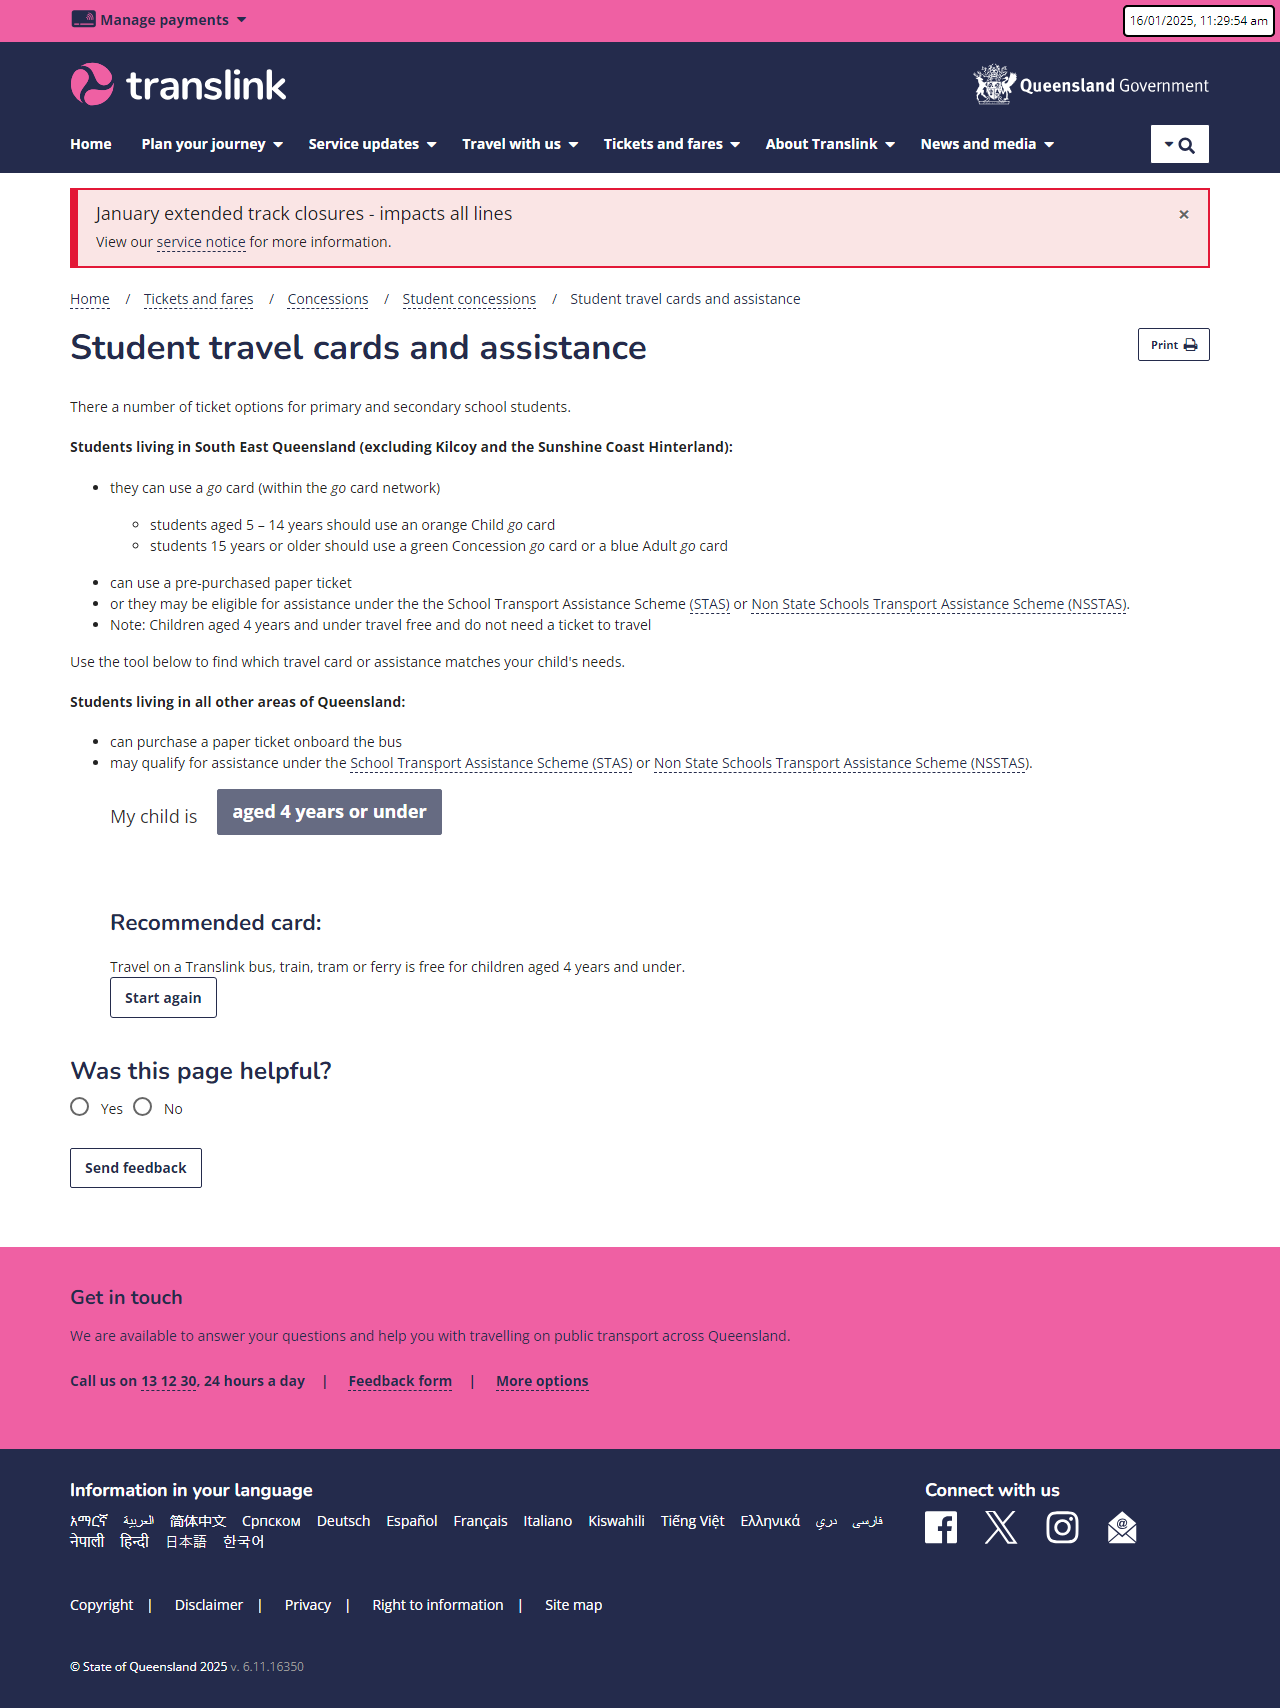 Manage payments
16/01/2025, 11:29:54 am
translink
Queensland Government
Home Plan your journey Service updates Travel with us Tickets and fares About Translink News and media
January extended track closures - impacts all lines
×
View our service notice for more information.
Home / Tickets and fares / Concessions / Student concessions / Student travel cards and assistance
Student travel cards and assistance
Print
There a number of ticket options for primary and secondary school students.
Students living in South East Queensland (excluding Kilcoy and the Sunshine Coast Hinterland):
they can use a go card (within the go card network)
students aged 5 – 14 years should use an orange Child go card
students 15 years or older should use a green Concession go card or a blue Adult go card
can use a pre-purchased paper ticket
or they may be eligible for assistance under the the School Transport Assistance Scheme (STAS) or Non State Schools Transport Assistance Scheme (NSSTAS).
Note: Children aged 4 years and under travel free and do not need a ticket to travel
Use the tool below to find which travel card or assistance matches your child's needs.
Students living in all other areas of Queensland:
can purchase a paper ticket onboard the bus
may qualify for assistance under the School Transport Assistance Scheme (STAS) or Non State Schools Transport Assistance Scheme (NSSTAS).
My child is aged 4 years or under
Recommended card:
Travel on a Translink bus, train, tram or ferry is free for children aged 4 years and under.
Start again
Was this page helpful?
Yes No
Send feedback
Get in touch
We are available to answer your questions and help you with travelling on public transport across Queensland.
Call us on 13 12 30, 24 hours a day | Feedback form | More options
Information in your language
Connect with us
አማርኛ العربية 简体中文 Српском Deutsch Español Français Italiano Kiswahili Tiếng Việt Ελληνικά دري فارسی
नेपाली हिन्दी 日本語 한국어
Copyright | Disclaimer | Privacy | Right to information | Site map
© State of Queensland 2025 v. 6.11.16350